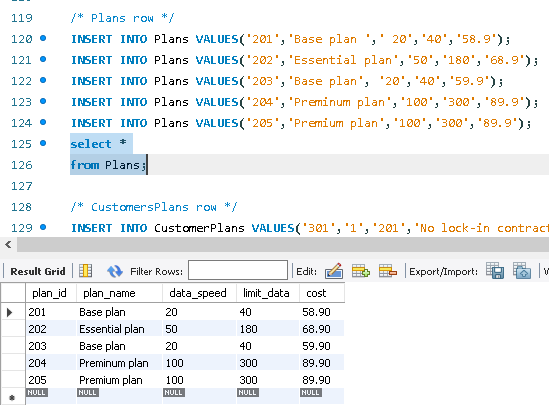 119 /* Plans row */
120 INSERT INTO Plans VALUES('201','Base plan ',' 20','40','58.9');
121 INSERT INTO Plans VALUES('202','Essential plan','50','180','68.9');
122 INSERT INTO Plans VALUES('203','Base plan', '20','40','59.9');
123 INSERT INTO Plans VALUES('204','Preminum plan','100','300','89.9');
124 INSERT INTO Plans VALUES('205','Premium plan','100','300','89.9');
125 select *
126 from Plans;
127
128 /* CustomersPlans row */
129 INSERT INTO CustomerPlans VALUES('301','1','201','No lock-in contract
Result Grid Filter Rows: Edit: Export/Import: W
plan_id plan_name data_speed limit_data cost
201 Base plan 20 40 58.90
202 Essential plan 50 180 68.90
203 Base plan 20 40 59.90
204 Preminum plan 100 300 89.90
205 Premium plan 100 300 89.90
NULL NULL NULL NULL NULL